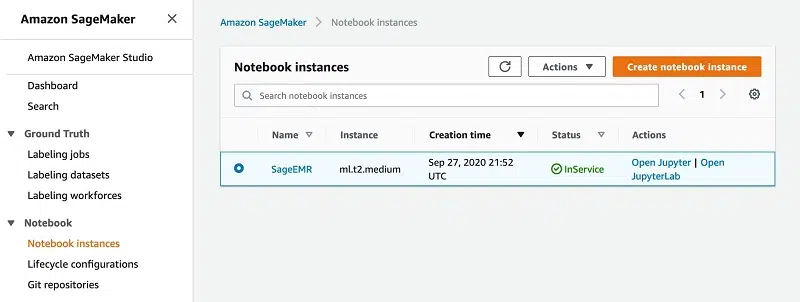 Amazon SageMaker
Amazon SageMaker Studio
Dashboard
Search
Ground Truth
Labeling jobs
Labeling datasets
Labeling workforces
Notebook
Notebook instances
Lifecycle configurations
Git repositories
Amazon SageMaker > Notebook instances
Notebook instances
Actions
Create notebook instance
Search notebook instances
1
Name Instance Creation time Status Actions
SageEMR ml.t2.medium Sep 27, 2020 21:52 InService Open Jupyter | Open
UTC JupyterLab